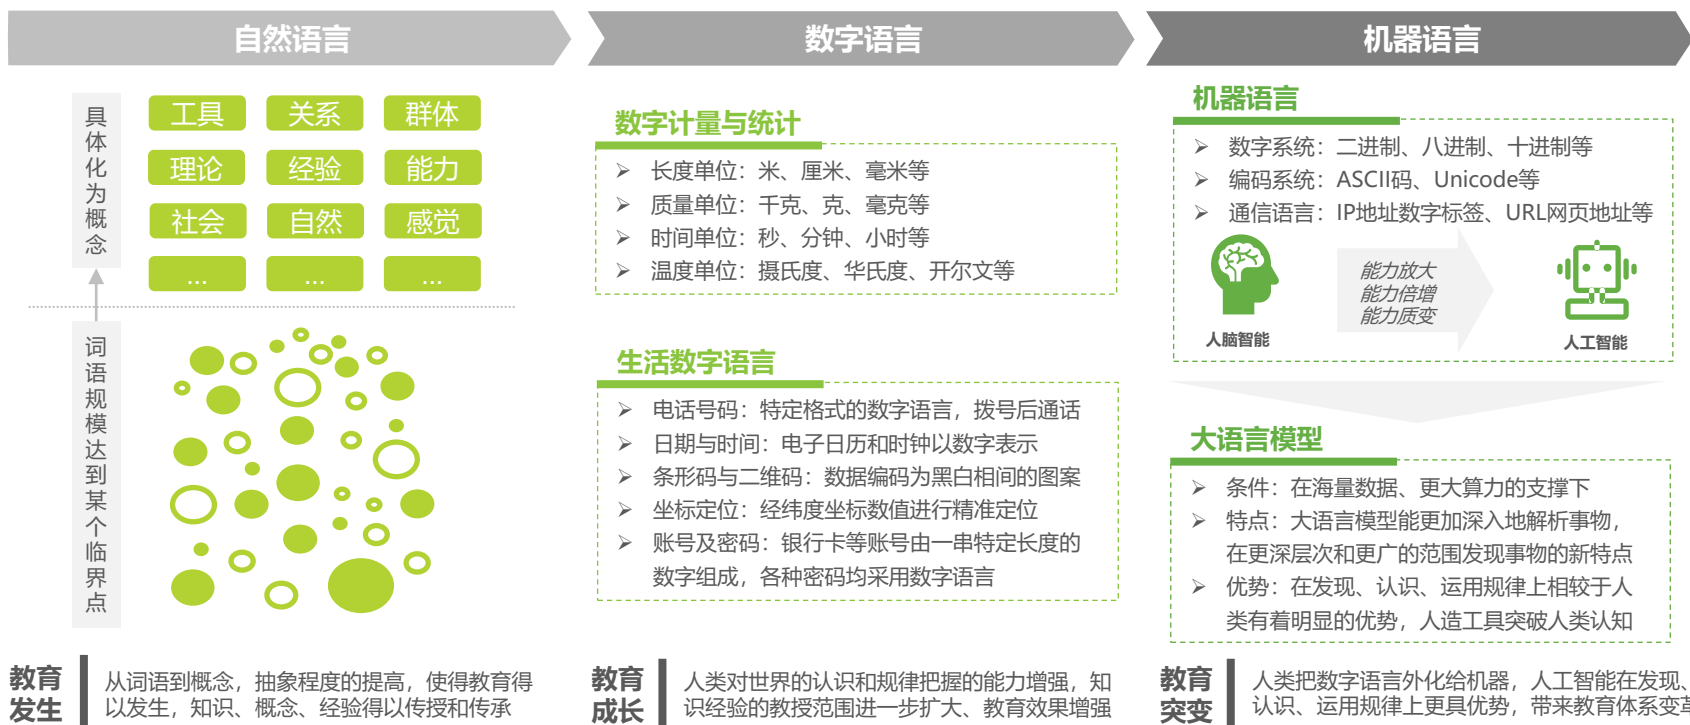 自然语言
数字语言
机器语言
具体化为概念
工具 关系 群体
理论 经验 能力
社会 自然 感觉
... ... ...
词语规模达到某个临界点
教育发生
从词语到概念，抽象程度的提高，使得教育得
以发生，知识、概念、经验得以传授和传承
数字计量与统计
➢ 长度单位：米、厘米、毫米等
➢ 质量单位：千克、克、毫克等
➢ 时间单位：秒、分钟、小时等
➢ 温度单位：摄氏度、华氏度、开尔文等
生活数字语言
➢ 电话号码：特定格式的数字语言，拨号后通话
➢ 日期与时间：电子日历和时钟以数字表示
➢ 条形码与二维码：数据编码为黑白相间的图案
➢ 坐标定位：经纬度坐标数值进行精准定位
➢ 账号及密码：银行卡等账号由一串特定长度的
数字组成，各种密码均采用数字语言
教育
成长
人类对世界的认识和规律把握的能力增强，知
识经验的教授范围进一步扩大、教育效果增强
机器语言
➢ 数字系统：二进制、八进制、十进制等
➢ 编码系统：ASCII码、Unicode等
➢ 通信语言：IP地址数字标签、URL网页地址等
能力放大
能力倍增
能力质变
人脑智能
人工智能
大语言模型
➢ 条件：在海量数据、更大算力的支撑下
➢ 特点：大语言模型能更加深入地解析事物，
在更深层次和更广的范围发现事物的新特点
➢ 优势：在发现、认识、运用规律上相较于人
类有着明显的优势，人造工具突破人类认知
教育
突变
人类把数字语言外化给机器，人工智能在发现、
认识、运用规律上更具优势，带来教育体系变革